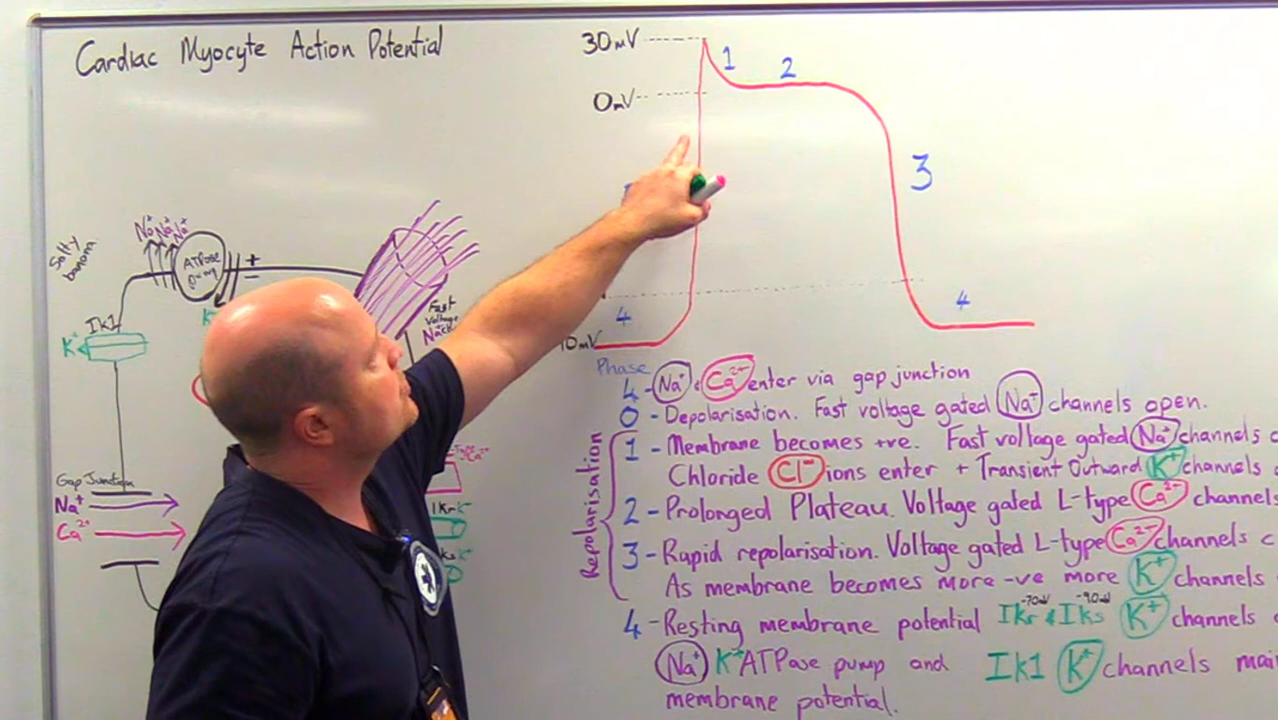 Cardiac Myocyte Action Potential
30mV
0mV
1
2
3
4
4
Salty
banana
Na+ Na+ Na+
ATPase
Pump
+
−
Ik1
K+
Fast
Voltage
Gap Junction
Na+
Ca2+
IKr K+
Phase
4 - Na+ & Ca2+ enter via gap junction
0 - Depolarisation. Fast voltage gated Na+ channels open.
Repolarisation
1 - Membrane becomes +ve. Fast voltage gated Na+ channels
Chloride Cl- ions enter + Transient Outward K+ channels
2 - Prolonged Plateau. Voltage gated L-type Ca2+ channels
3 - Rapid repolarisation. Voltage gated L-type Ca2+ channels
As membrane becomes more -ve more K+ channels
-70mV -90mV
4 - Resting membrane potential IKr & IKs K+ channels
Na+ K+ ATPase pump and Ik1 K+ channels
membrane potential.